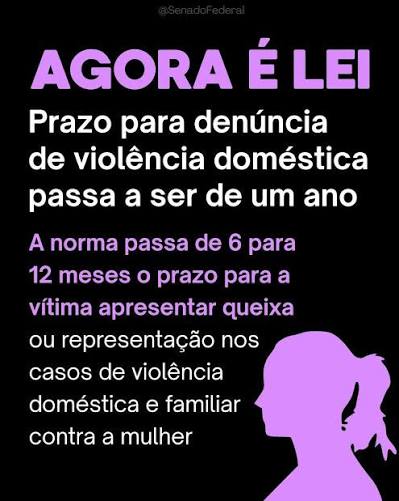 @SenadoFederal
AGORA É LEI
Prazo para denúncia
de violência doméstica
passa a ser de um ano
A norma passa de 6 para
12 meses o prazo para a
vítima apresentar queixa
ou representação nos
casos de violência
doméstica e familiar
contra a mulher